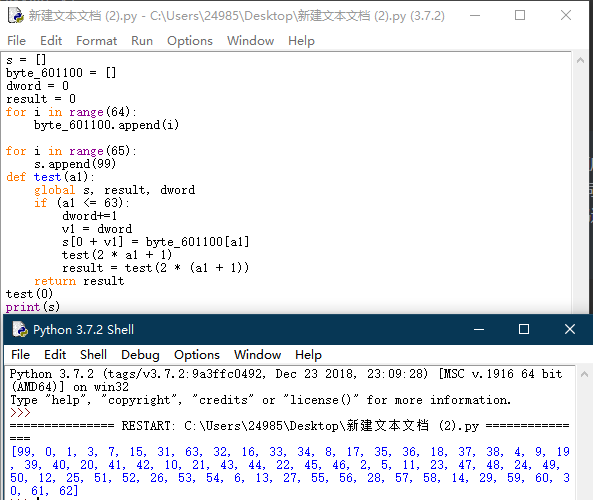 新建文本文档 (2).py - C:\Users\24985\Desktop\新建文本文档 (2).py (3.7.2)
File Edit Format Run Options Window Help
s = []
byte_601100 = []
dword = 0
result = 0
for i in range(64):
    byte_601100.append(i)

for i in range(65):
    s.append(99)
def test(a1):
    global s, result, dword
    if (a1 <= 63):
        dword+=1
        v1 = dword
        s[0 + v1] = byte_601100[a1]
        test(2 * a1 + 1)
        result = test(2 * (a1 + 1))
    return result
test(0)
print(s)
Python 3.7.2 Shell
File Edit Shell Debug Options Window Help
Python 3.7.2 (tags/v3.7.2:9a3ffc0492, Dec 23 2018, 23:09:28) [MSC v.1916 64 bit
(AMD64)] on win32
Type "help", "copyright", "credits" or "license()" for more information.
>>>
============== RESTART: C:\Users\24985\Desktop\新建文本文档 (2).py ============
===
[99, 0, 1, 3, 7, 15, 31, 63, 32, 16, 33, 34, 8, 17, 35, 36, 18, 37, 38, 4, 9, 19
, 39, 40, 20, 41, 42, 10, 21, 43, 44, 22, 45, 46, 2, 5, 11, 23, 47, 48, 24, 49,
50, 12, 25, 51, 52, 26, 53, 54, 6, 13, 27, 55, 56, 28, 57, 58, 14, 29, 59, 60, 3
0, 61, 62]